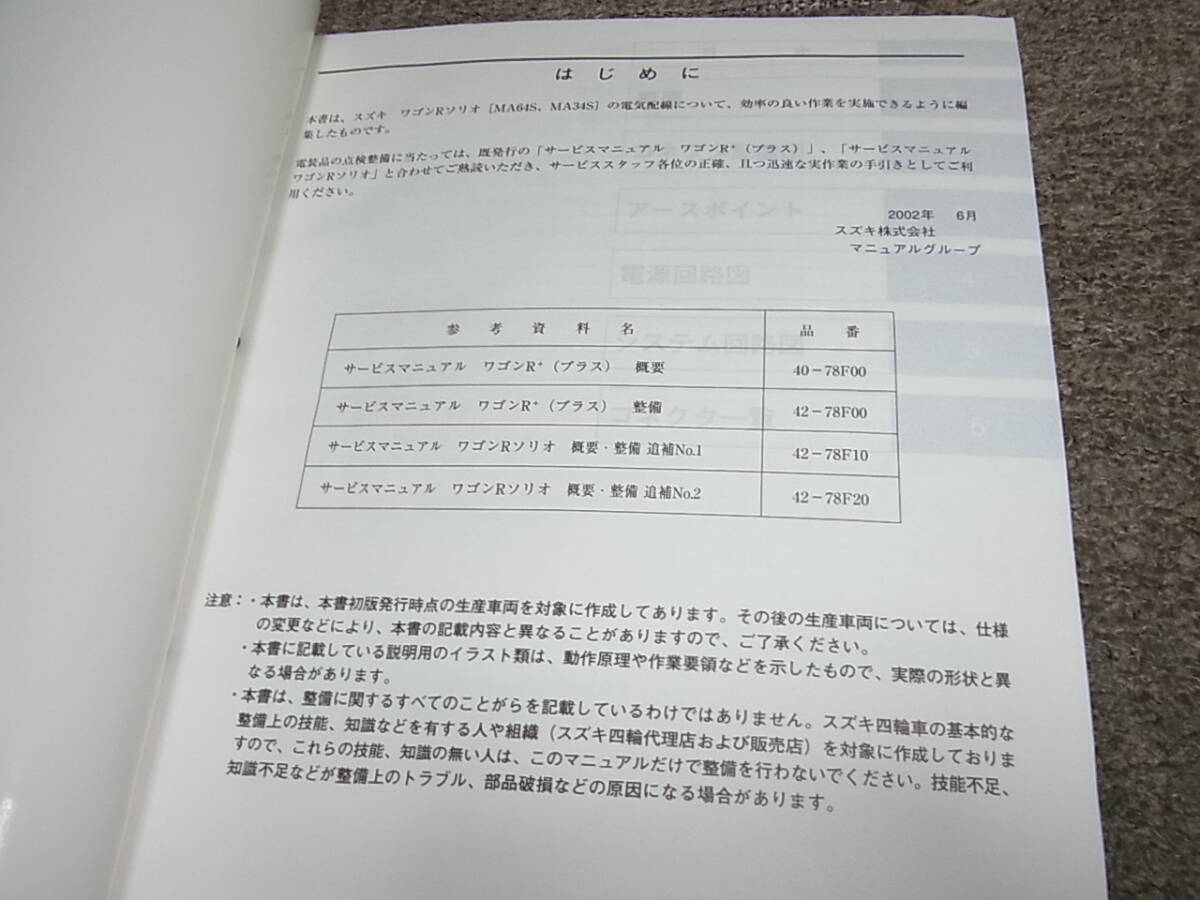 はじめに
本書は、スズキ ワゴンRソリオ〔MA64S、MA34S〕の電気配線について、効率の良い作業を実施できるように編
集したものです。
電装品の点検整備に当たっては、既発行の「サービスマニュアル ワゴンR⁺（プラス）」、「サービスマニュアル
ワゴンRソリオ」と合わせてご熟読いただき、サービススタッフ各位の正確、且つ迅速な実作業の手引きとしてご利
用ください。
2002年 6月
スズキ株式会社
マニュアルグループ
参考資料名 品番
サービスマニュアル ワゴンR⁺（プラス） 概要 40－78F00
サービスマニュアル ワゴンR⁺（プラス） 整備 42－78F00
サービスマニュアル ワゴンRソリオ 概要・整備 追補No.1 42－78F10
サービスマニュアル ワゴンRソリオ 概要・整備 追補No.2 42－78F20
注意：・本書は、本書初版発行時点の生産車両を対象に作成してあります。その後の生産車両については、仕様
の変更などにより、本書の記載内容と異なることがありますので、ご了承ください。
・本書に記載している説明用のイラスト類は、動作原理や作業要領などを示したもので、実際の形状と異
なる場合があります。
・本書は、整備に関するすべてのことがらを記載しているわけではありません。スズキ四輪車の基本的な
整備上の技能、知識などを有する人や組織（スズキ四輪代理店および販売店）を対象に作成しておりま
すので、これらの技能、知識の無い人は、このマニュアルだけで整備を行わないでください。技能不足、
知識不足などが整備上のトラブル、部品破損などの原因になる場合があります。
アースポイント
電源回路図 4
システム回路図 5
コネクター覧 6